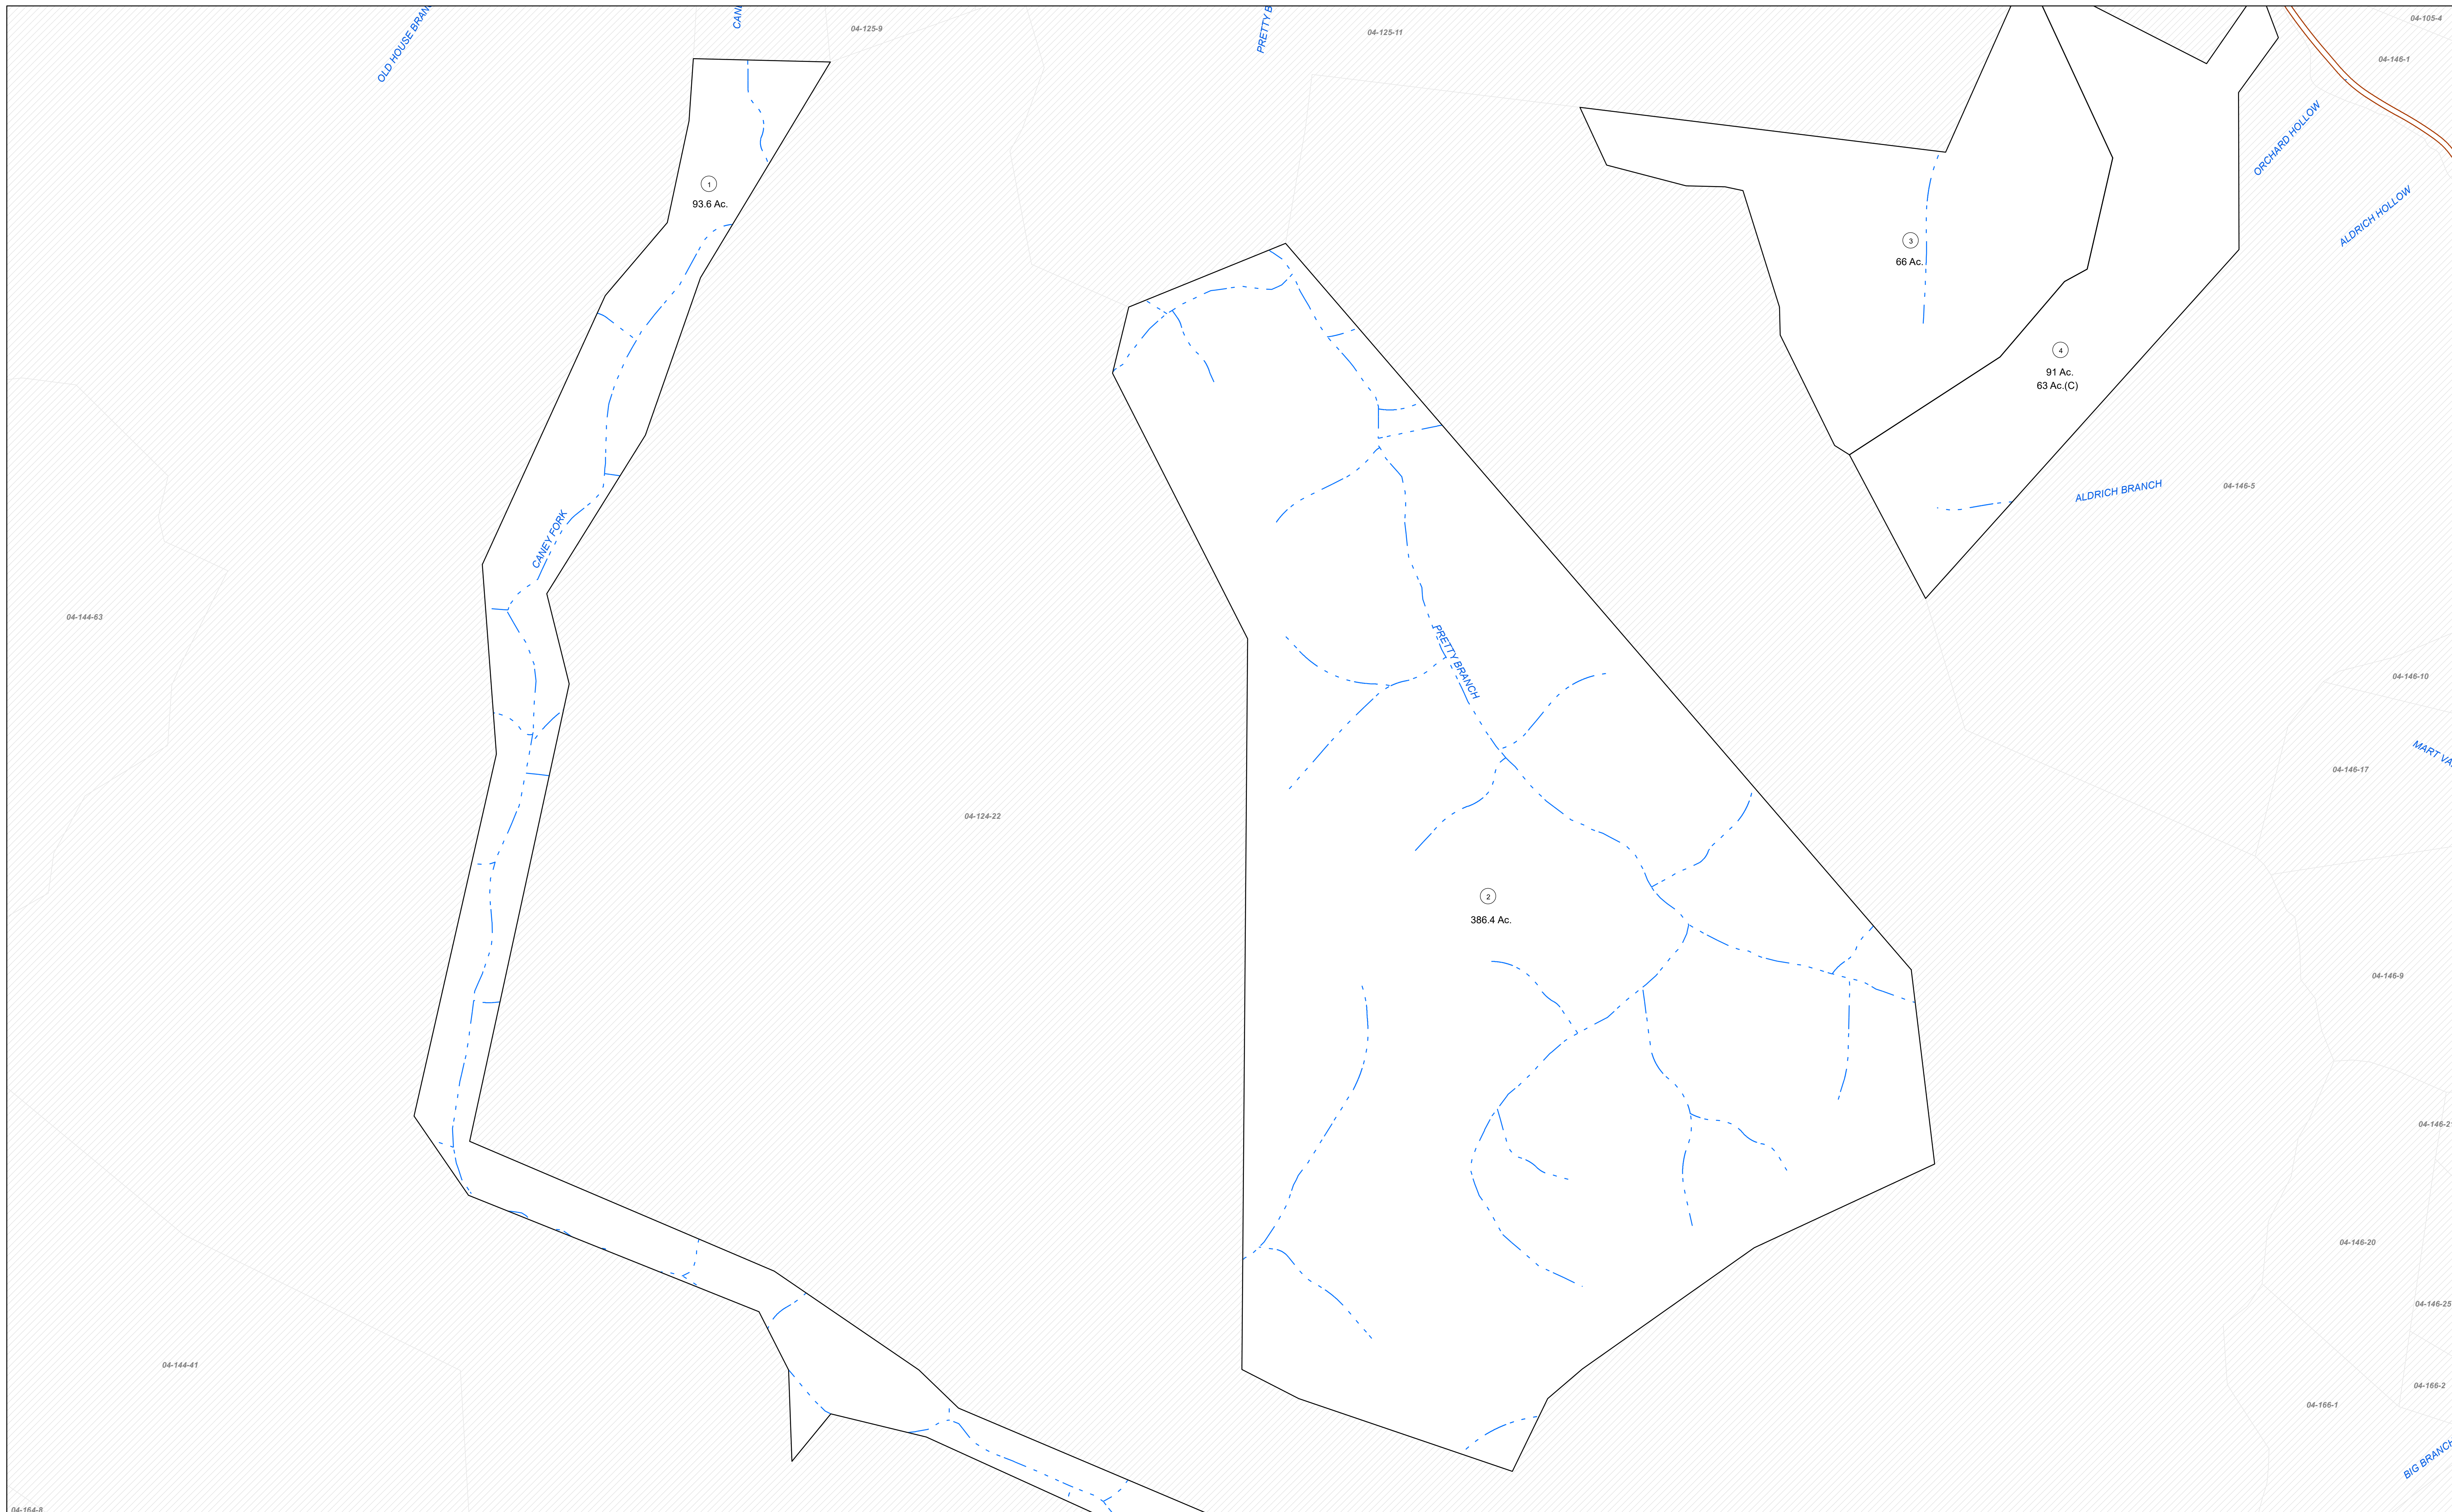 OLD HOUSE BRAN
CANE
04-125-9
PRETTY B
04-125-11
04-105-4
04-146-1
ORCHARD HOLLOW
ALDRICH HOLLOW
1
93.6 Ac.
3
66 Ac.
4
91 Ac.
63 Ac.(C)
ALDRICH BRANCH
04-146-5
CANEY FORK
04-144-63
PRETTY BRANCH
04-146-10
MART VA
04-146-17
04-124-22
2
386.4 Ac.
04-146-9
04-146-21
04-146-20
04-146-25
04-144-41
04-166-2
04-166-1
BIG BRANCH
04-164-8